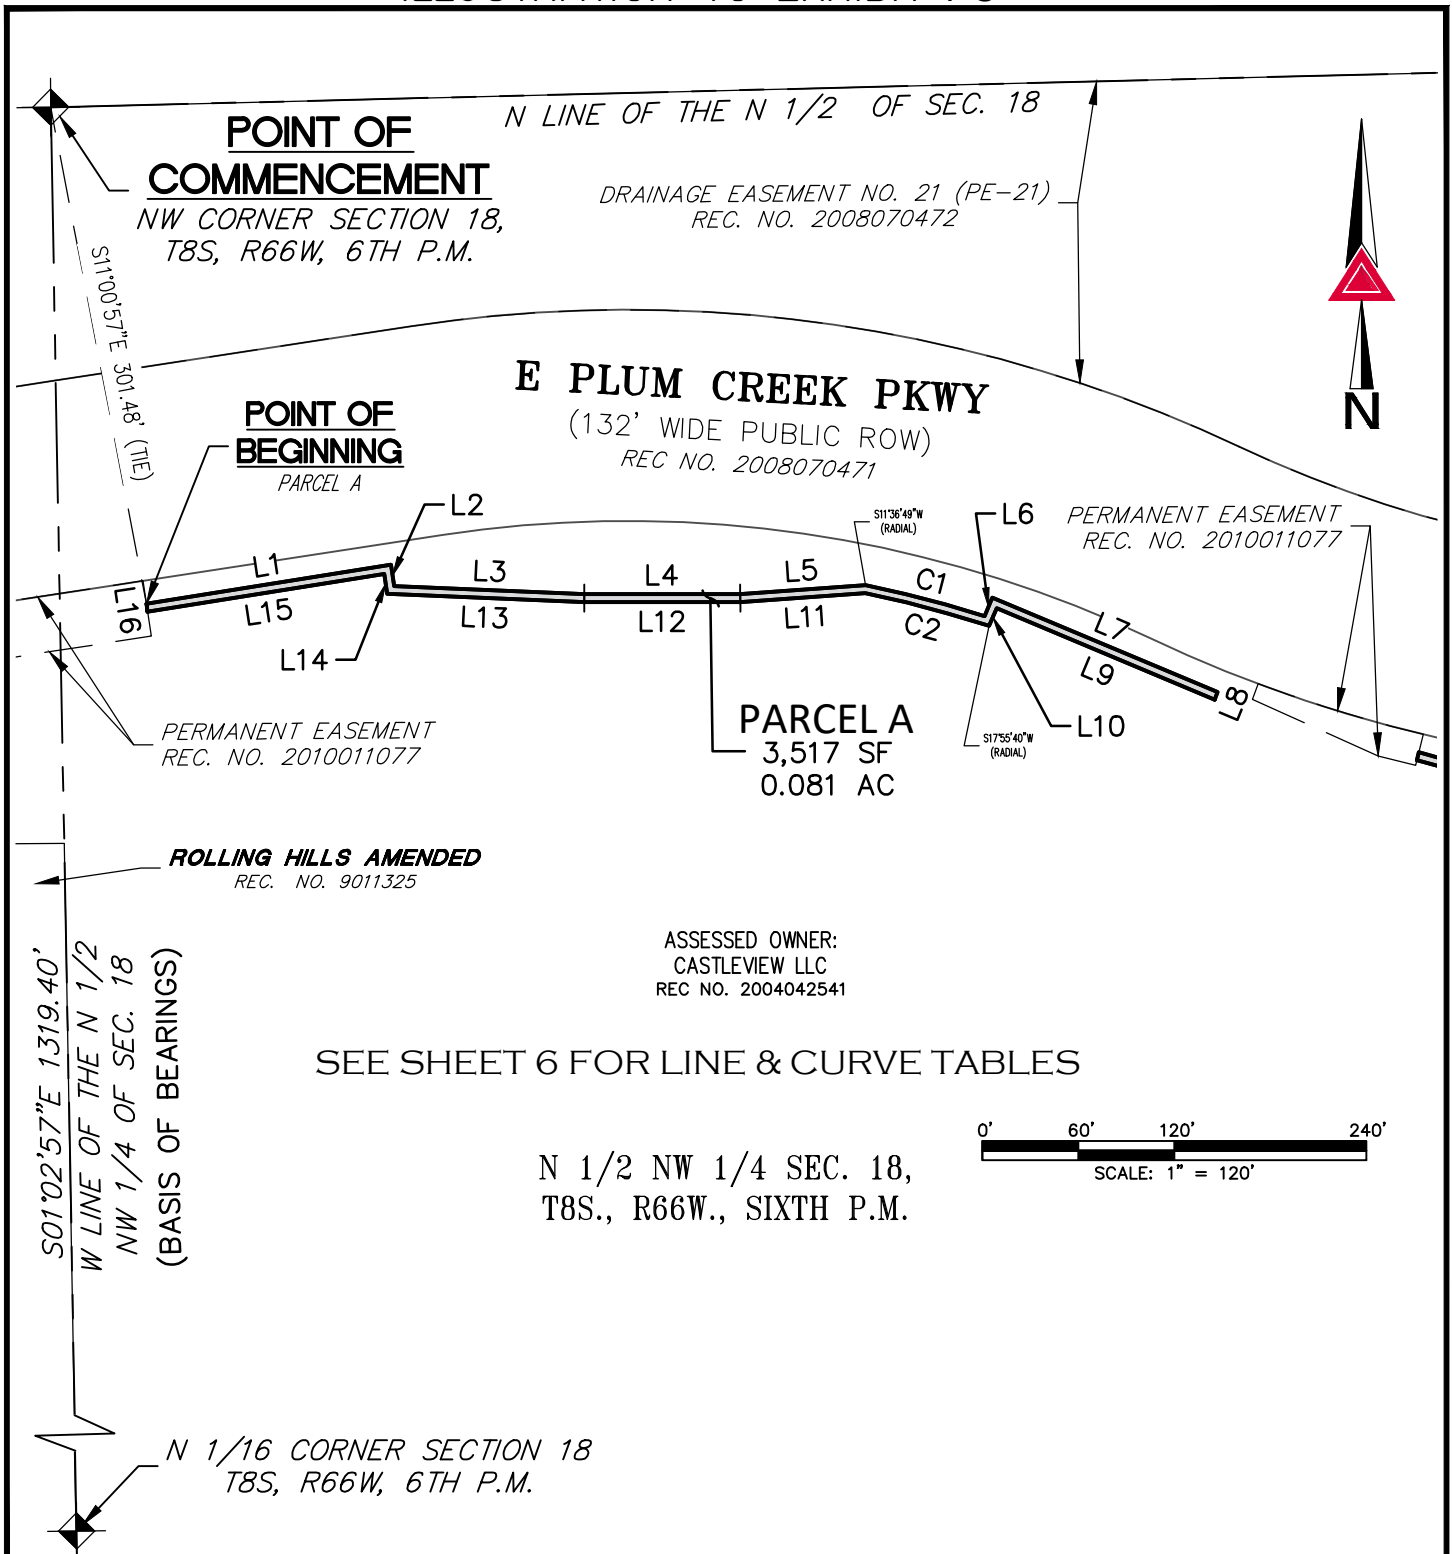 N LINE OF THE N 1/2 OF SEC. 18
POINT OF
COMMENCEMENT
NW CORNER SECTION 18,
T8S, R66W, 6TH P.M.
DRAINAGE EASEMENT NO. 21 (PE-21)
REC. NO. 2008070472
S11°00'57"E 301.48' (TIE)
N
E PLUM CREEK PKWY
(132' WIDE PUBLIC ROW)
REC NO. 2008070471
POINT OF
BEGINNING
PARCEL A
L2
S11°36'49"W
(RADIAL)
L6
PERMANENT EASEMENT
REC. NO. 2010011077
L1
L3
L4
L5
C1
L7
L16
L15
L13
L12
L11
C2
L9
L8
L14
L10
S17°55'40"W
(RADIAL)
PARCEL A
3,517 SF
0.081 AC
PERMANENT EASEMENT
REC. NO. 2010011077
ROLLING HILLS AMENDED
REC. NO. 9011325
S01°02'57"E 1319.40'
W LINE OF THE N 1/2
NW 1/4 OF SEC. 18
(BASIS OF BEARINGS)
ASSESSED OWNER:
CASTLEVIEW LLC
REC NO. 2004042541
SEE SHEET 6 FOR LINE & CURVE TABLES
N 1/2 NW 1/4 SEC. 18,
T8S., R66W., SIXTH P.M.
0' 60' 120' 240'
SCALE: 1" = 120'
N 1/16 CORNER SECTION 18
T8S, R66W, 6TH P.M.